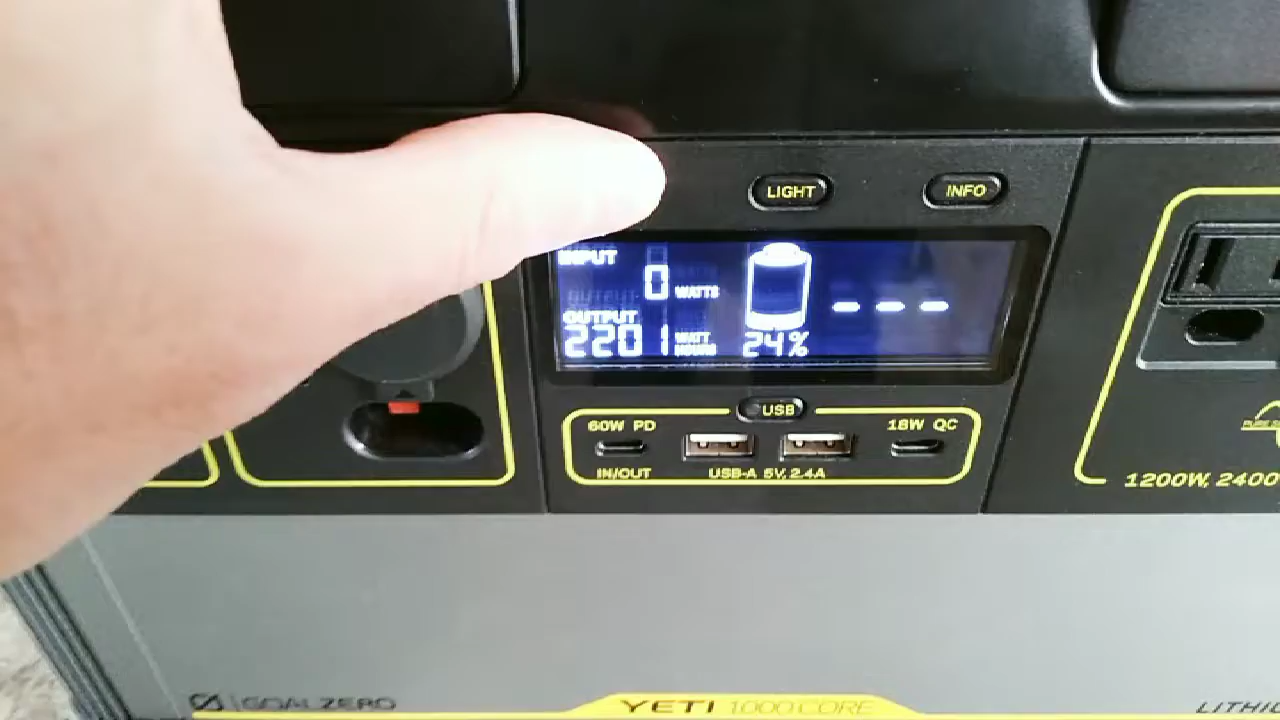 LIGHT
INFO
INPUT
0 WATTS
OUTPUT
2201 WATT HOURS
24%
- - -
USB
60W PD
18W QC
IN/OUT
USB-A 5V, 2.4A
1200W, 2400
GOALZERO
YETI 1000 CORE